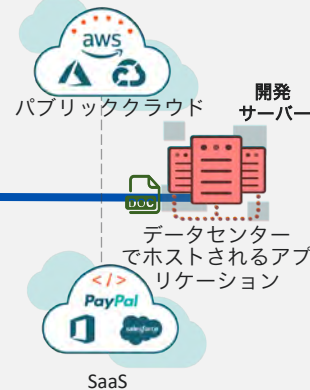 aws
パブリッククラウド
開発
サーバー
DOC
データセンター
でホストされるアプ
リケーション
</>
PayPal
salesforce
SaaS